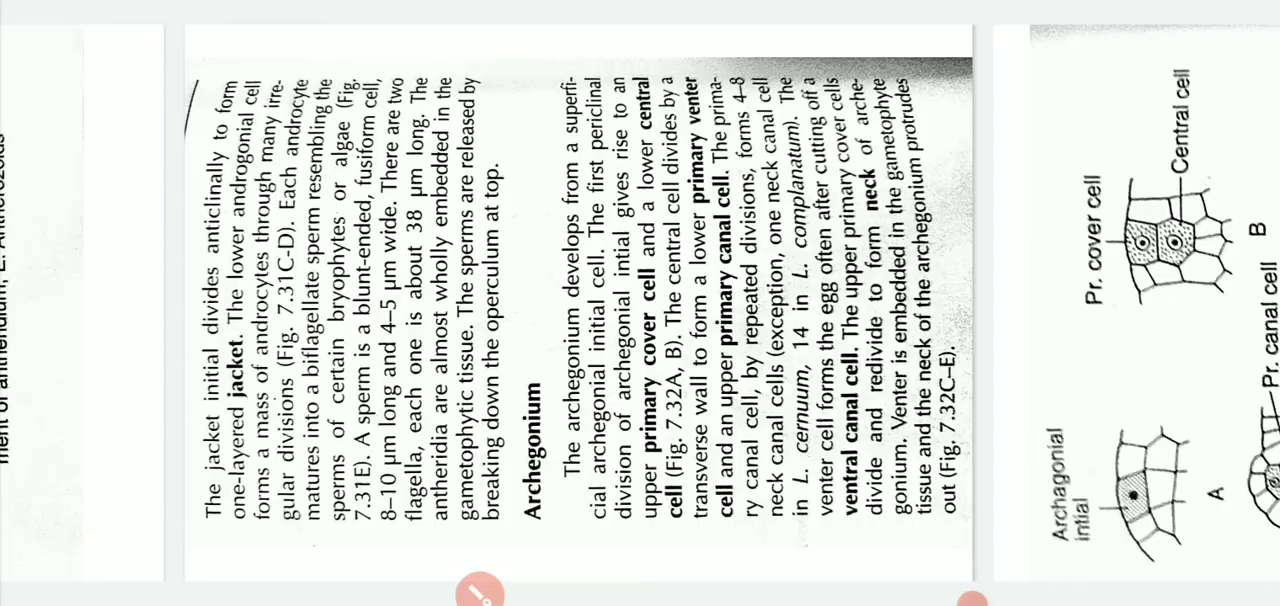 ment of antheridium, E. Antherozoids
The jacket initial divides anticlinally to form
one-layered jacket. The lower androgonial cell
forms a mass of androcytes through many irre-
gular divisions (Fig. 7.31C-D). Each androcyte
matures into a biflagellate sperm resembling the
sperms of certain bryophytes or algae (Fig.
7.31E). A sperm is a blunt-ended, fusiform cell,
8–10 µm long and 4–5 µm wide. There are two
flagella, each one is about 38 µm long. The
antheridia are almost wholly embedded in the
gametophytic tissue. The sperms are released by
breaking down the operculum at top.
Archegonium
The archegonium develops from a superfi-
cial archegonial initial cell. The first periclinal
division of archegonial intial gives rise to an
upper primary cover cell and a lower central
cell (Fig. 7.32A, B). The central cell divides by a
transverse wall to form a lower primary venter
cell and an upper primary canal cell. The prima-
ry canal cell, by repeated divisions, forms 4–8
neck canal cells (exception, one neck canal cell
in L. cernuum, 14 in L. complanatum). The
venter cell forms the egg often after cutting off a
ventral canal cell. The upper primary cover cells
divide and redivide to form neck of arche-
gonium. Venter is embedded in the gametophyte
tissue and the neck of the archegonium protrudes
out (Fig. 7.32C–E).
Archagonial
intial
Pr. cover cell
Central cell
A
B
Pr. canal cell